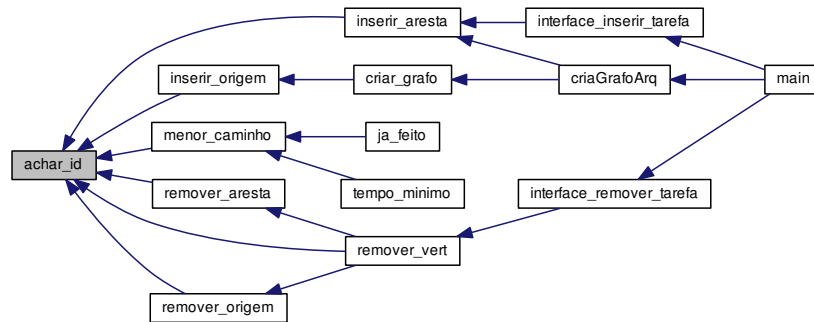 inserir_aresta
interface_inserir_tarefa
inserir_origem
criar_grafo
criaGrafoArq
main
menor_caminho
ja_feito
achar_id
remover_aresta
tempo_minimo
interface_remover_tarefa
remover_vert
remover_origem